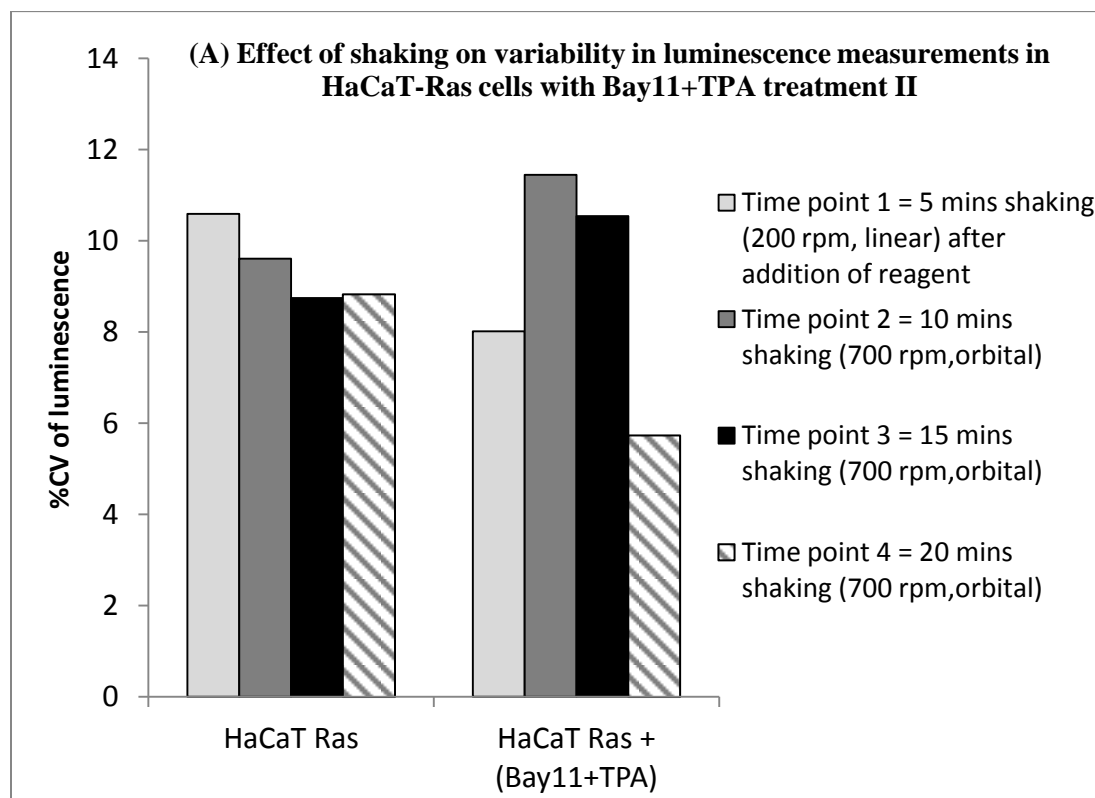 (A) Effect of shaking on variability in luminescence measurements in
HaCaT-Ras cells with Bay11+TPA treatment II
14
12
10
8
6
4
2
0
%CV of luminescence
HaCaT Ras
HaCaT Ras +
(Bay11+TPA)
Time point 1 = 5 mins shaking
(200 rpm, linear) after
addition of reagent
Time point 2 = 10 mins
shaking (700 rpm,orbital)
Time point 3 = 15 mins
shaking (700 rpm,orbital)
Time point 4 = 20 mins
shaking (700 rpm,orbital)